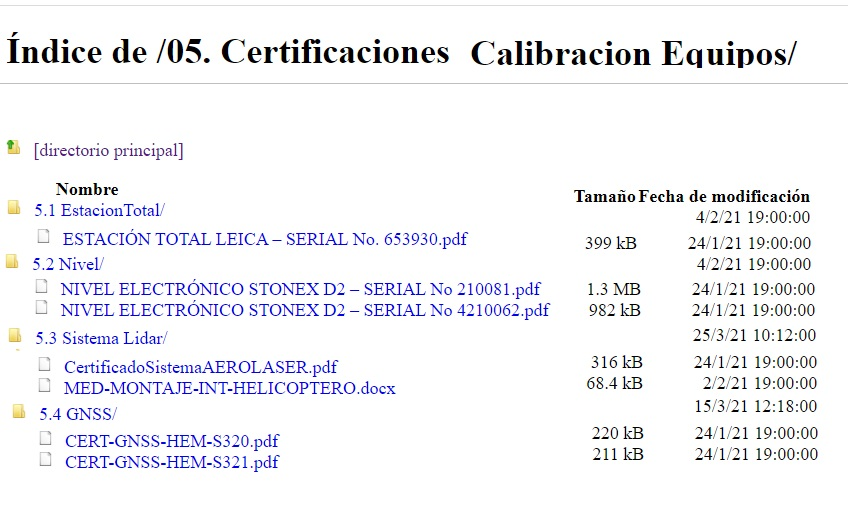 Índice de /05. Certificaciones Calibracion Equipos/
[directorio principal]
Nombre Tamaño Fecha de modificación
5.1 EstacionTotal/ 4/2/21 19:00:00
ESTACIÓN TOTAL LEICA – SERIAL No. 653930.pdf 399 kB 24/1/21 19:00:00
5.2 Nivel/ 4/2/21 19:00:00
NIVEL ELECTRÓNICO STONEX D2 – SERIAL No 210081.pdf 1.3 MB 24/1/21 19:00:00
NIVEL ELECTRÓNICO STONEX D2 – SERIAL No 4210062.pdf 982 kB 24/1/21 19:00:00
5.3 Sistema Lidar/ 25/3/21 10:12:00
CertificadoSistemaAEROLASER.pdf 316 kB 24/1/21 19:00:00
MED-MONTAJE-INT-HELICOPTERO.docx 68.4 kB 2/2/21 19:00:00
5.4 GNSS/ 15/3/21 12:18:00
CERT-GNSS-HEM-S320.pdf 220 kB 24/1/21 19:00:00
CERT-GNSS-HEM-S321.pdf 211 kB 24/1/21 19:00:00